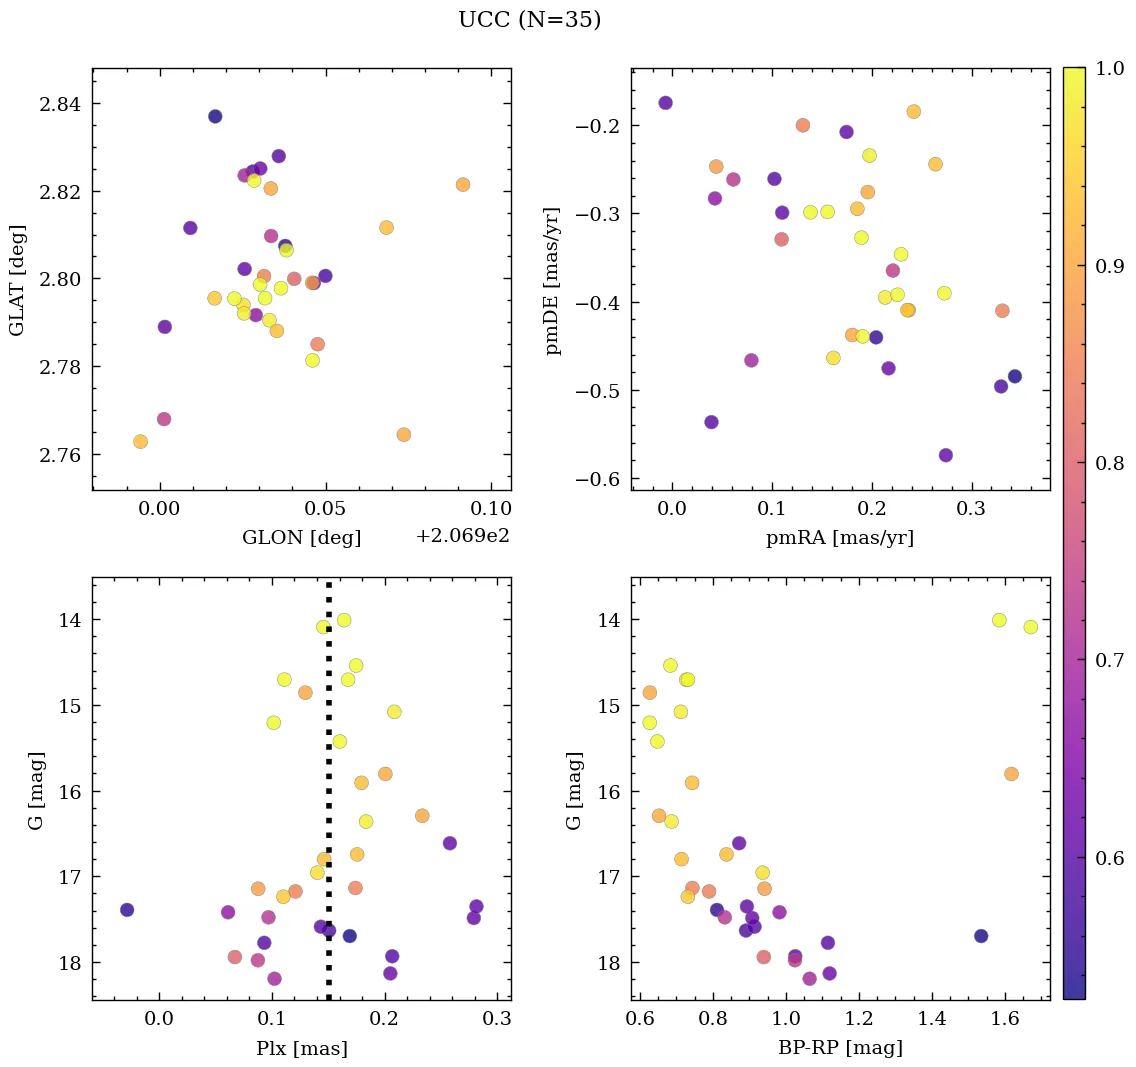 UCC (N=35)
2.84
2.82
2.80
2.78
2.76
GLAT [deg]
0.00 0.05 0.10
GLON [deg] +2.069e2
−0.2
−0.3
−0.4
−0.5
−0.6
pmDE [mas/yr]
0.0 0.1 0.2 0.3
pmRA [mas/yr]
1.0
0.9
0.8
0.7
0.6
14
15
16
17
18
G [mag]
0.0 0.1 0.2 0.3
Plx [mas]
14
15
16
17
18
G [mag]
0.6 0.8 1.0 1.2 1.4 1.6
BP-RP [mag]